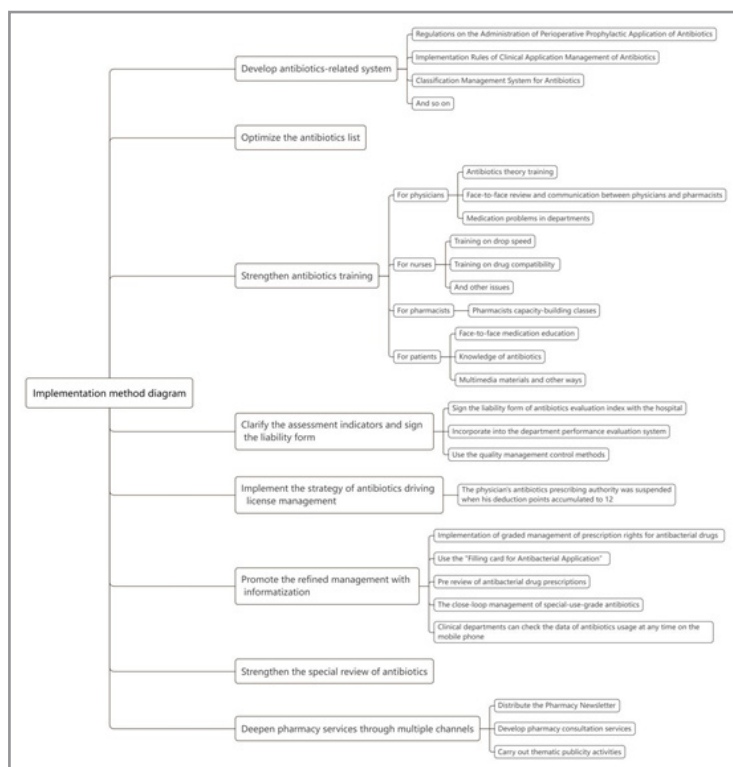 Implementation method diagram
Develop antibiotics-related system
Regulations on the Administration of Perioperative Prophylactic Application of Antibiotics
Implementation Rules of Clinical Application Management of Antibiotics
Classification Management System for Antibiotics
And so on
Optimize the antibiotics list
Strengthen antibiotics training
For physicians
Antibiotics theory training
Face-to-face review and communication between physicians and pharmacists
Medication problems in departments
For nurses
Training on drop speed
Training on drug compatibility
And other issues
For pharmacists
Pharmacists capacity-building classes
For patients
Face-to-face medication education
Knowledge of antibiotics
Multimedia materials and other ways
Clarify the assessment indicators and sign
the liability form
Sign the liability form of antibiotics evaluation index with the hospital
Incorporate into the department performance evaluation system
Use the quality management control methods
Implement the strategy of antibiotics driving
license management
The physician's antibiotics prescribing authority was suspended
when his deduction points accumulated to 12
Promote the refined management with
informatization
Implementation of graded management of prescription rights for antibacterial drugs
Use the "Filling card for Antibacterial Application"
Pre review of antibacterial drug prescriptions
The close-loop management of special-use-grade antibiotics
Clinical departments can check the data of antibiotics usage at any time on the
mobile phone
Strengthen the special review of antibiotics
Deepen pharmacy services through multiple channels
Distribute the Pharmacy Newsletter
Develop pharmacy consultation services
Carry out thematic publicity activities